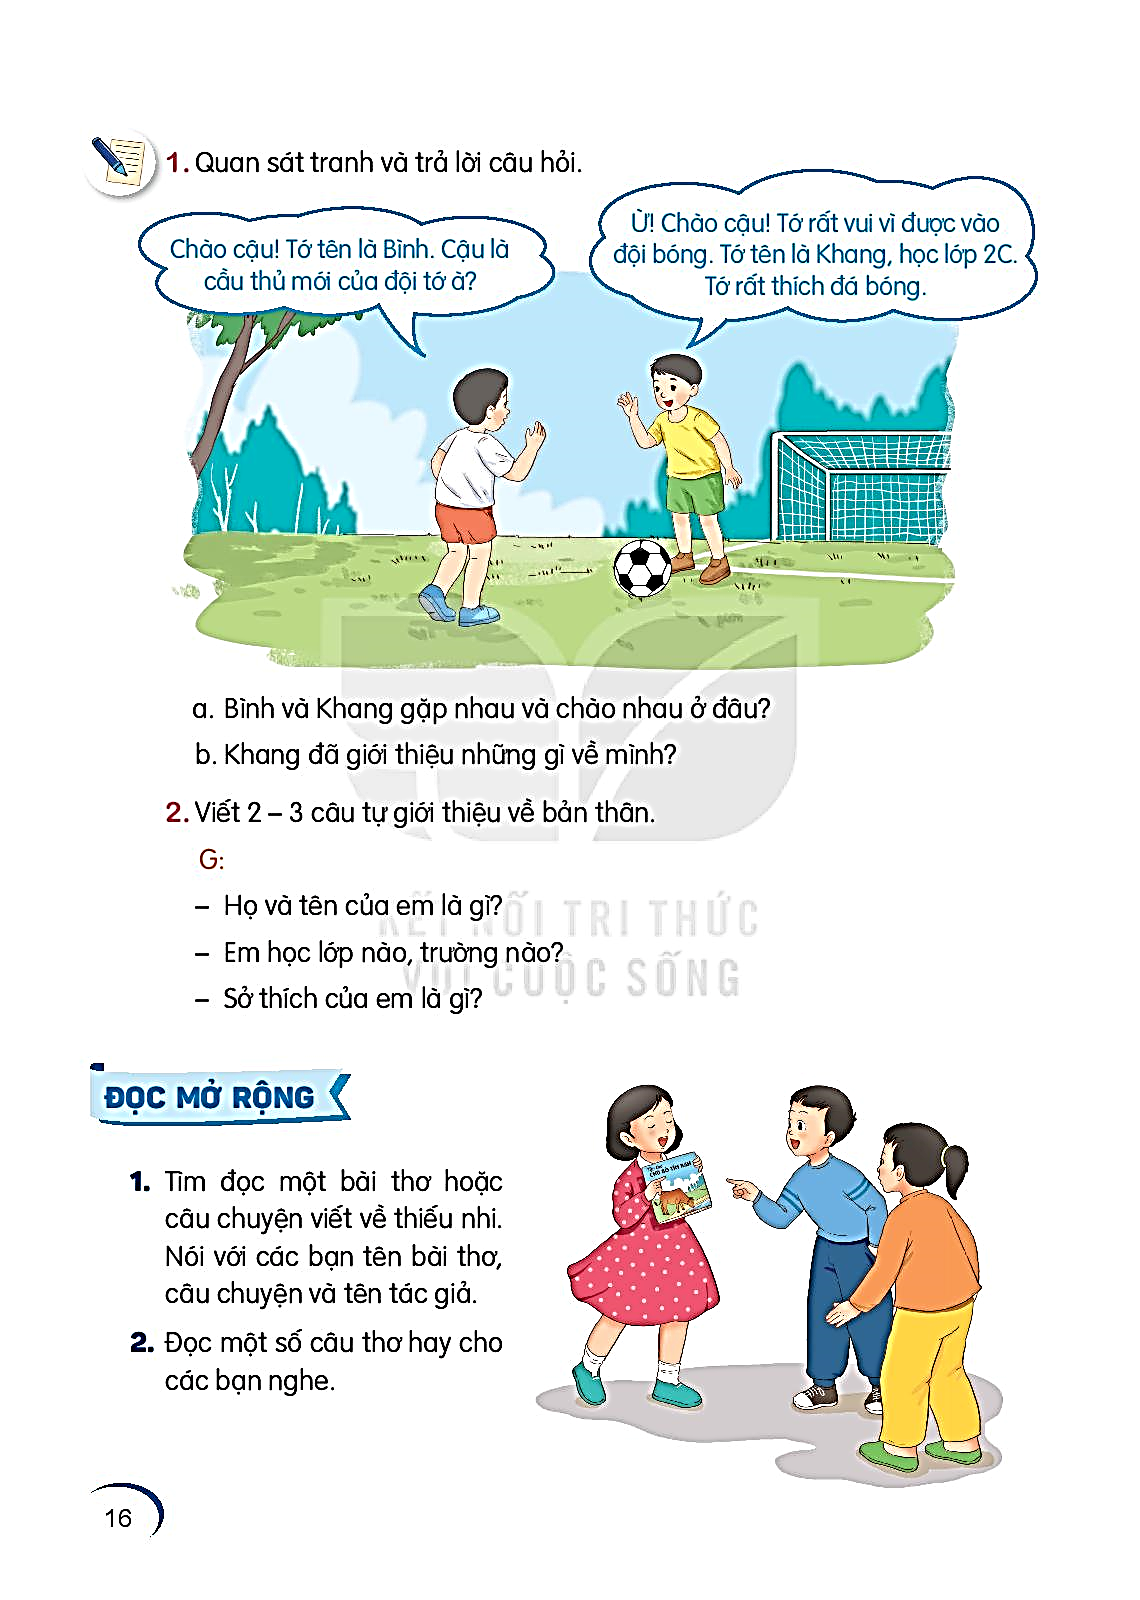 1. Quan sát tranh và trả lời câu hỏi.
Chào cậu! Tớ tên là Bình. Cậu là
cầu thủ mới của đội tớ à?
Ừ! Chào cậu! Tớ rất vui vì được vào
đội bóng. Tớ tên là Khang, học lớp 2C.
Tớ rất thích đá bóng.
a. Bình và Khang gặp nhau và chào nhau ở đâu?
b. Khang đã giới thiệu những gì về mình?
2. Viết 2 – 3 câu tự giới thiệu về bản thân.
G:
– Họ và tên của em là gì?
– Em học lớp nào, trường nào?
– Sở thích của em là gì?
KẾT NỐI TRI THỨC
VỚI CUỘC SỐNG
ĐỌC MỞ RỘNG
1. Tìm đọc một bài thơ hoặc
câu chuyện viết về thiếu nhi.
Nói với các bạn tên bài thơ,
câu chuyện và tên tác giả.
2. Đọc một số câu thơ hay cho
các bạn nghe.
16